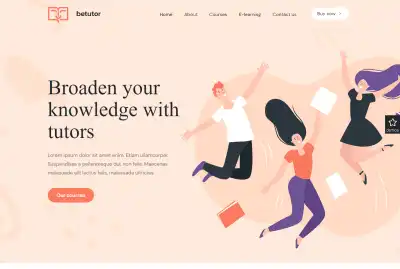 betutor
Home
About
Courses
E-learning
Contact us
Buy now
Broaden your
knowledge with
tutors
Lorem ipsum dolor sit amet enim. Etiam ullamcorper.
Suspendisse a pellentesque dui, non felis. Maecenas
malesuada elit lectus felis, malesuada ultricies.
Our courses